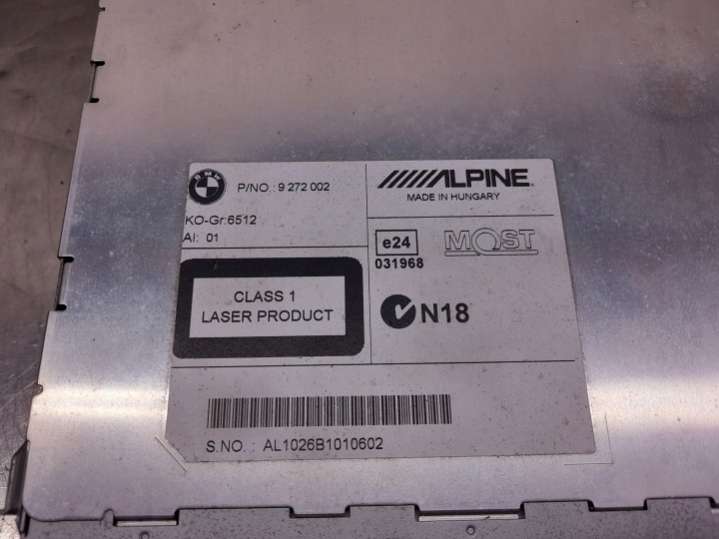 BMW
P/NO.: 9 272 002
ALPINE
MADE IN HUNGARY
KO-Gr:6512
AI: 01
e24
031968
MOST
CLASS 1
LASER PRODUCT
N18
S.NO. : AL1026B1010602